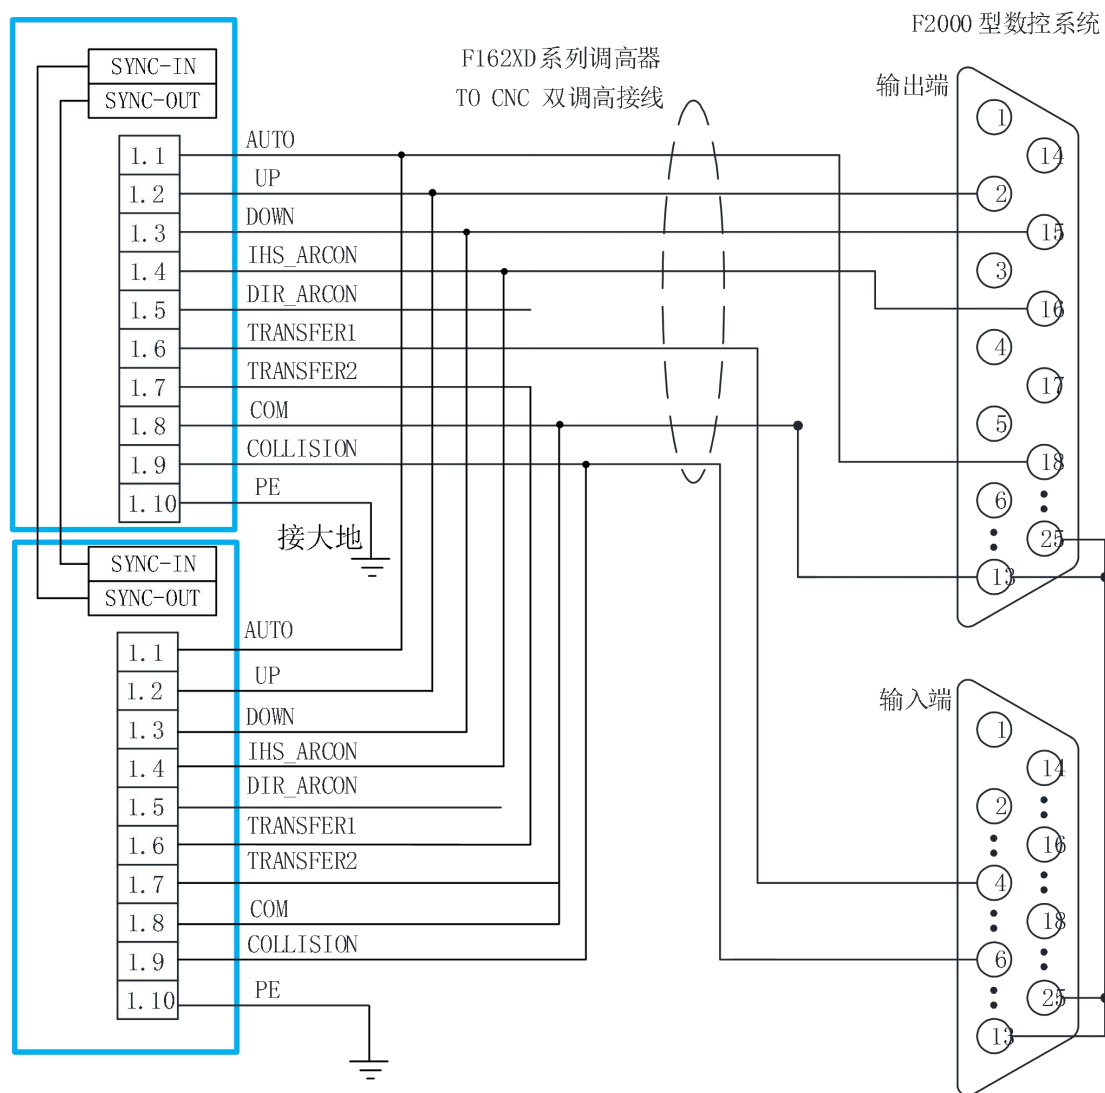 F2000 型数控系统
F162XD系列调高器
TO CNC 双调高接线
SYNC-IN
SYNC-OUT
1.1 AUTO
1.2 UP
1.3 DOWN
1.4 IHS_ARCON
1.5 DIR_ARCON
1.6 TRANSFER1
1.7 TRANSFER2
1.8 COM
1.9 COLLISION
1.10 PE
接大地
SYNC-IN
SYNC-OUT
1.1 AUTO
1.2 UP
1.3 DOWN
1.4 IHS_ARCON
1.5 DIR_ARCON
1.6 TRANSFER1
1.7 TRANSFER2
1.8 COM
1.9 COLLISION
1.10 PE
输出端
1
14
2
15
3
16
4
17
5
18
6
25
13
输入端
1
14
2
16
4
18
6
25
13